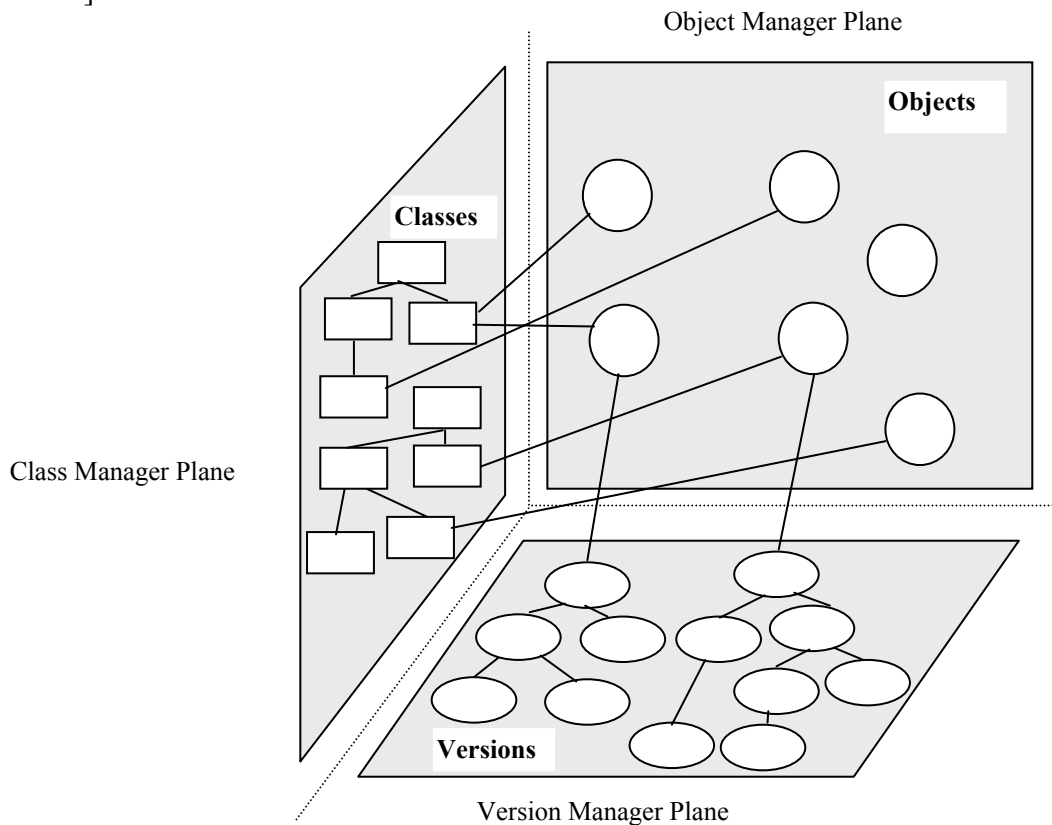 ]
Object Manager Plane
Objects
Classes
Class Manager Plane
Versions
Version Manager Plane